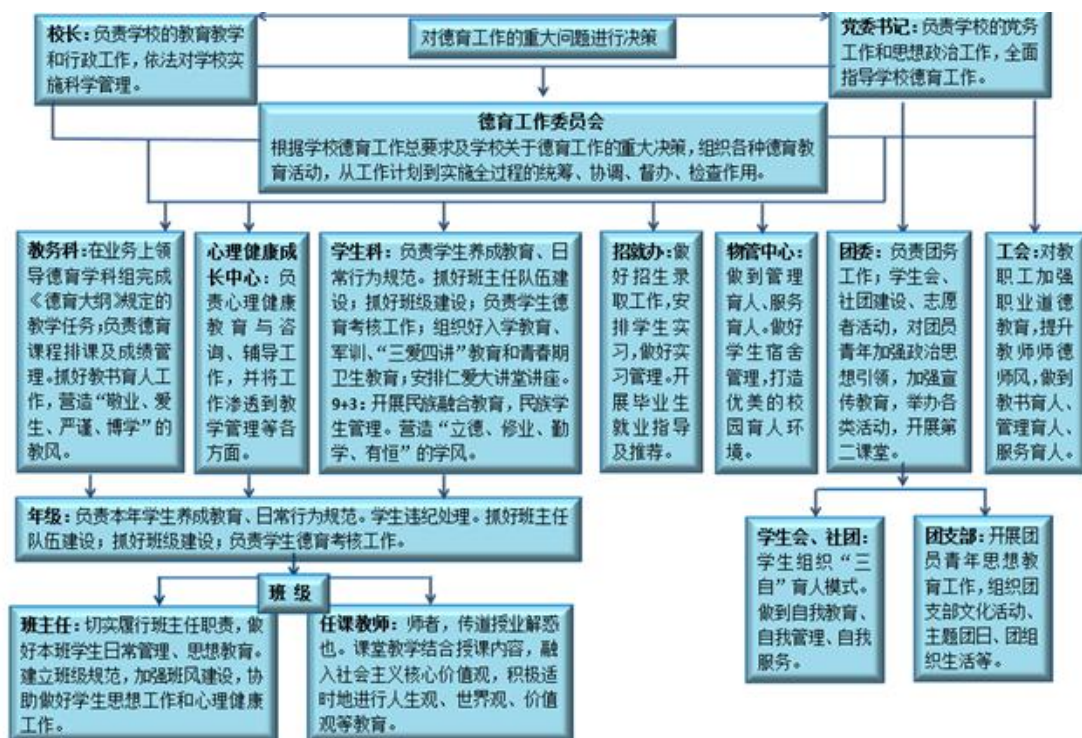 校长：负责学校的教育教学
和行政工作，依法对学校实
施科学管理。
对德育工作的重大问题进行决策
党委书记：负责学校的党务
工作和思想政治工作，全面
指导学校德育工作。
德育工作委员会
根据学校德育工作总要求及学校关于德育工作的重大决策，组织各种德育教
育活动，从工作计划到实施全过程的统筹、协调、督办、检查作用。
教务科：在业务上领
导德育学科组完成
《德育大纲》规定的
教学任务；负责德育
课程排课及成绩管
理。抓好教书育人工
作，营造“敬业、爱
生、严谨、博学”的
教风。
心理健康成
长中心：负
责心理健康
教育与咨
询、辅导工
作，并将工
作渗透到教
学管理等各
方面。
学生科：负责学生养成教育、日
常行为规范。抓好班主任队伍建
设；抓好班级建设；负责学生德
育考核工作；组织好入学教育、
军训、“三爱四讲”教育和青春期
卫生教育；安排仁爱大讲堂讲座。
9+3：开展民族融合教育，民族学
生管理。营造“立德、修业、勤
学、有恒”的学风。
招就办：做
好招生录
取工作，安
排学生实
习，做好实
习管理。开
展毕业生
就业指导
及推荐。
物管中心：
做到管理
育人、服务
育人。做好
学生宿舍
管理，打造
优美的校
园育人环
境。
团委：负责团务
工作；学生会、
社团建设、志愿
者活动，对团员
青年加强政治思
想引领，加强宣
传教育，举办各
类活动，开展第
二课堂。
工会：对教
职工加强
职业道德
教育，提升
教师师德
师风，做到
教书育人、
管理育人、
服务育人。
年级：负责本年学生养成教育、日常行为规范。学生违纪处理。抓好班主任
队伍建设；抓好班级建设；负责学生德育考核工作。
学生会、社团：
学生组织“三
自”育人模式。
做到自我教育、
自我管理、自我
服务。
团支部：开展团
员青年思想教
育工作，组织团
支部文化活动、
主题团日、团组
织生活等。
班 级
班主任：切实履行班主任职责，做
好本班学生日常管理、思想教育。
建立班级规范，加强班风建设，协
助做好学生思想工作和心理健康
工作。
任课教师：师者，传道授业解惑
也。课堂教学结合授课内容，融
入社会主义核心价值观，积极适
时地进行人生观、世界观、价值
观等教育。